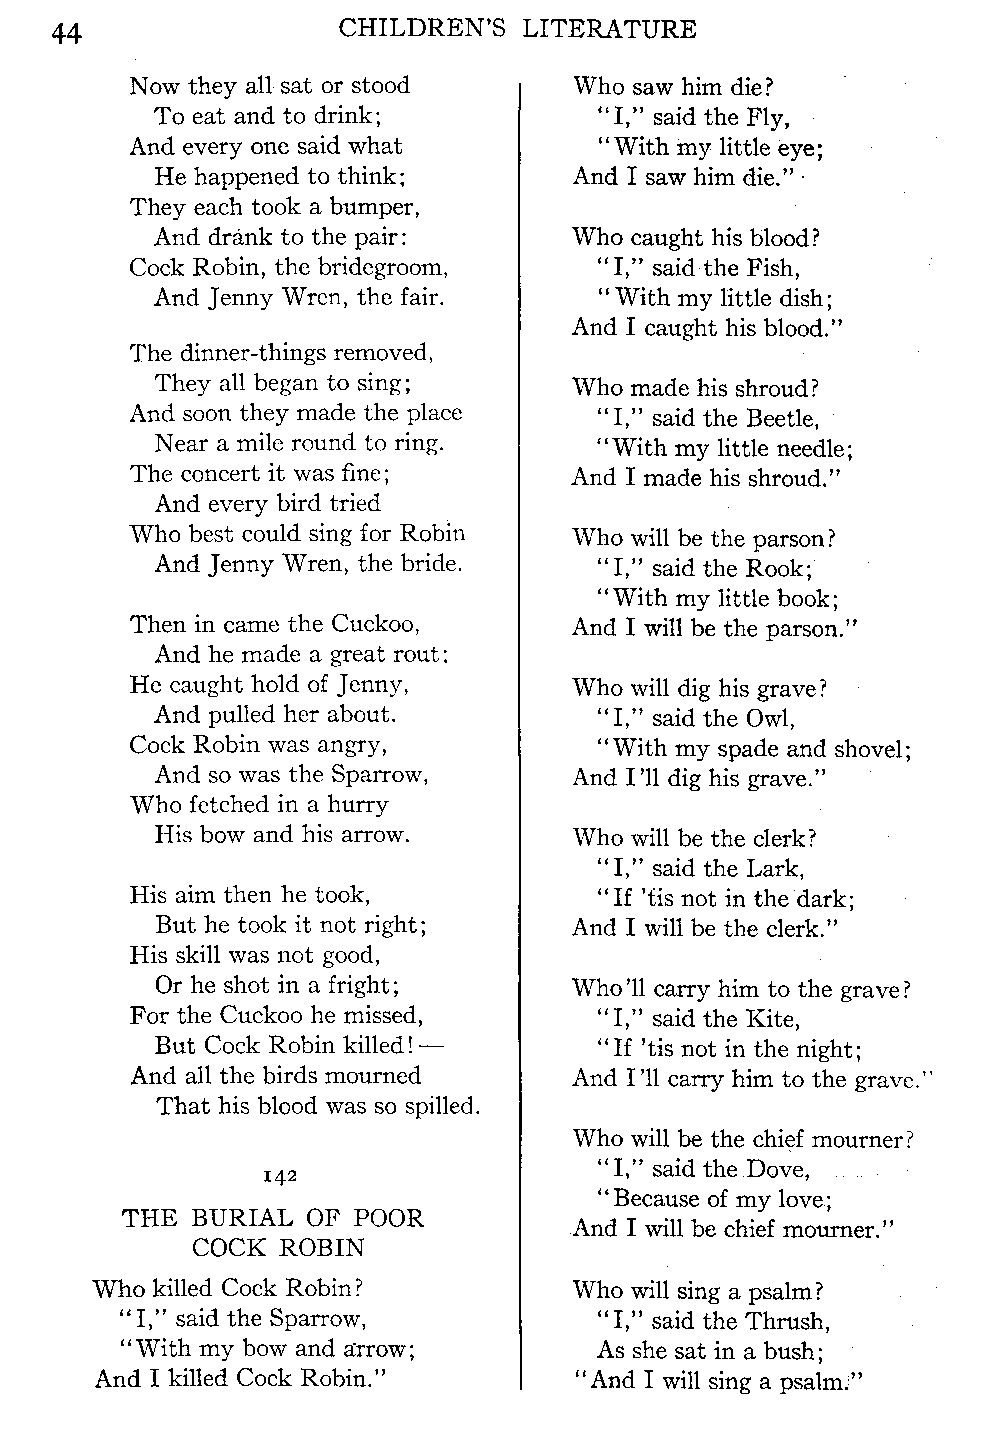 44
CHILDREN'S LITERATURE
Now they all sat or stood
To eat and to drink;
And every one said what
He happened to think;
They each took a bumper,
And drank to the pair:
Cock Robin, the bridegroom,
And Jenny Wren, the fair.
The dinner-things removed,
They all began to sing;
And soon they made the place
Near a mile round to ring.
The concert it was fine;
And every bird tried
Who best could sing for Robin
And Jenny Wren, the bride.
Then in came the Cuckoo,
And he made a great rout:
He caught hold of Jenny,
And pulled her about.
Cock Robin was angry,
And so was the Sparrow,
Who fetched in a hurry
His bow and his arrow.
His aim then he took,
But he took it not right;
His skill was not good,
Or he shot in a fright;
For the Cuckoo he missed,
But Cock Robin killed!—
And all the birds mourned
That his blood was so spilled.
142
THE BURIAL OF POOR
COCK ROBIN
Who killed Cock Robin?
"I," said the Sparrow,
"With my bow and arrow;
And I killed Cock Robin."
Who saw him die?
"I," said the Fly,
"With my little eye;
And I saw him die."
Who caught his blood?
"I," said the Fish,
"With my little dish;
And I caught his blood."
Who made his shroud?
"I," said the Beetle,
"With my little needle;
And I made his shroud."
Who will be the parson?
"I," said the Rook;
"With my little book;
And I will be the parson."
Who will dig his grave?
"I," said the Owl,
"With my spade and shovel;
And I'll dig his grave."
Who will be the clerk?
"I," said the Lark,
"If 'tis not in the dark;
And I will be the clerk."
Who'll carry him to the grave?
"I," said the Kite,
"If 'tis not in the night;
And I'll carry him to the grave."
Who will be the chief mourner?
"I," said the Dove,
"Because of my love;
And I will be chief mourner."
Who will sing a psalm?
"I," said the Thrush,
As she sat in a bush;
"And I will sing a psalm."